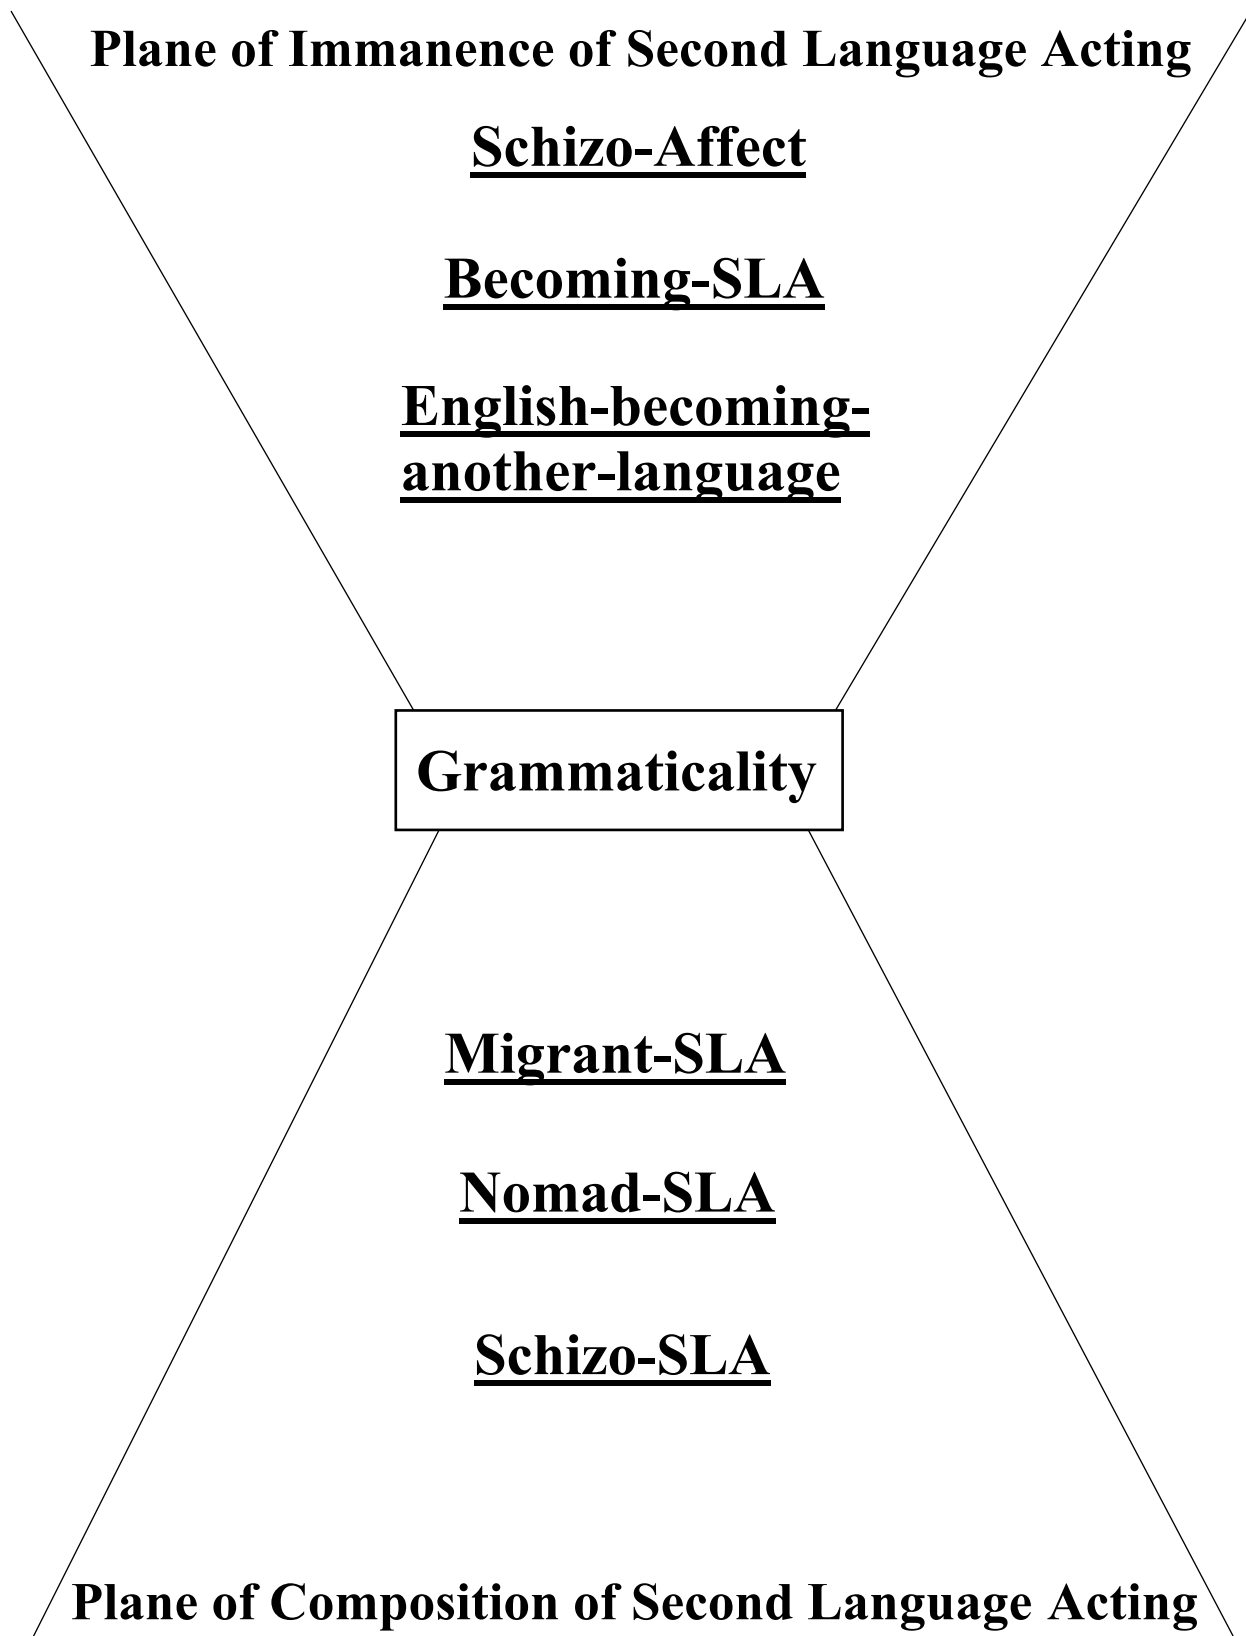 Plane of Immanence of Second Language Acting
Schizo-Affect
Becoming-SLA
English-becoming-
another-language
Grammaticality
Migrant-SLA
Nomad-SLA
Schizo-SLA
Plane of Composition of Second Language Acting